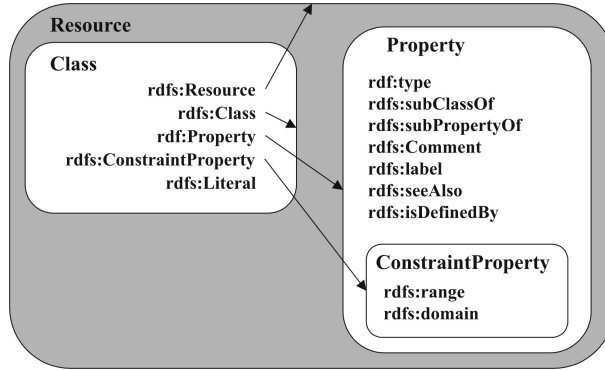 Resource
Class
rdfs:Resource
rdfs:Class
rdf:Property
rdfs:ConstraintProperty
rdfs:Literal
Property
rdf:type
rdfs:subClassOf
rdfs:subPropertyOf
rdfs:Comment
rdfs:label
rdfs:seeAlso
rdfs:isDefinedBy
ConstraintProperty
rdfs:range
rdfs:domain